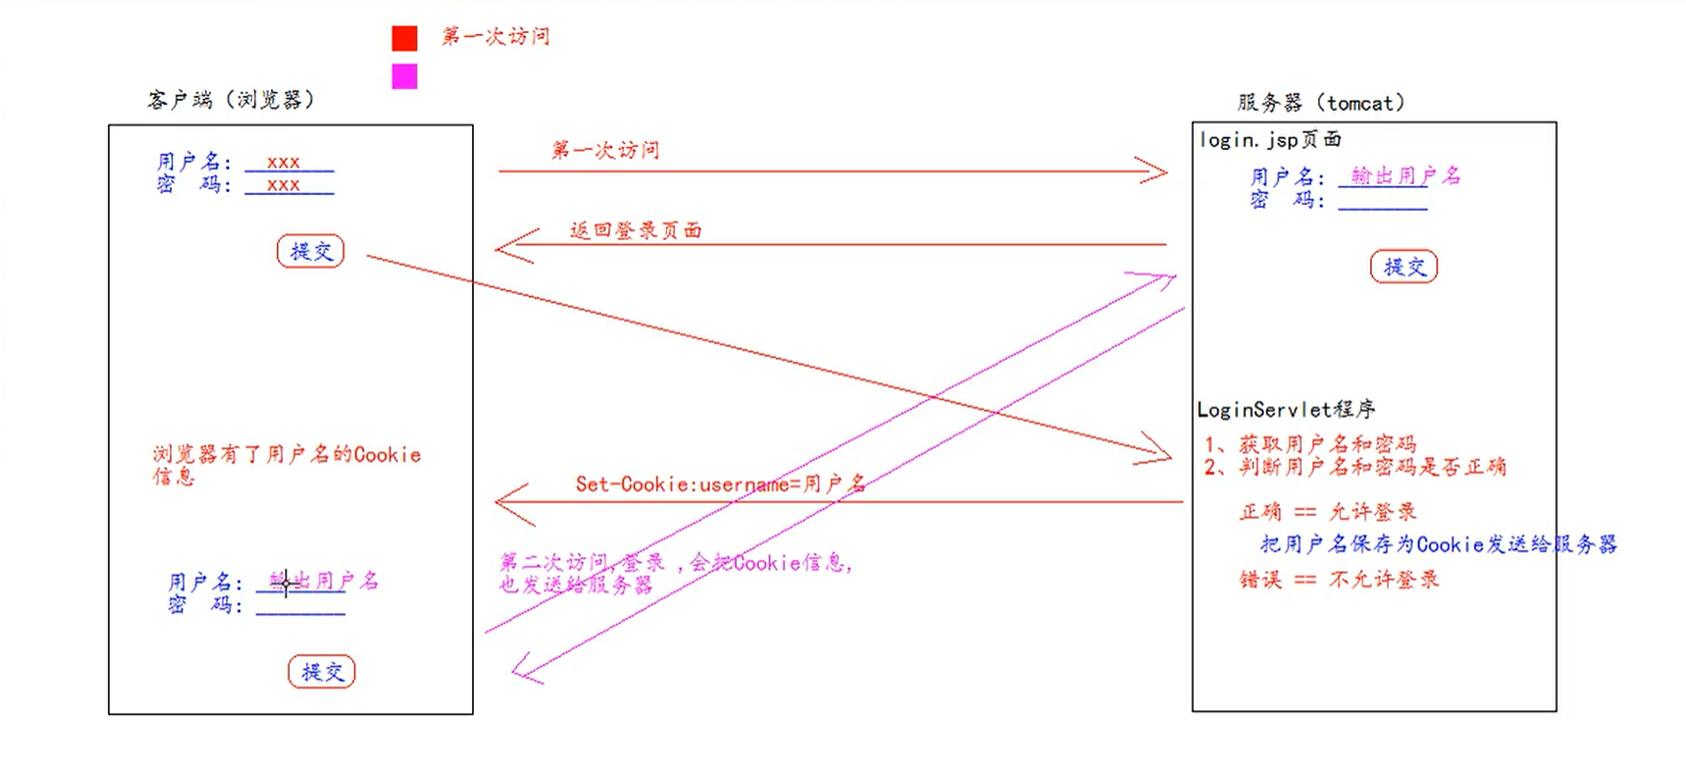 第一次访问
客户端（浏览器）
服务器（tomcat）
用户名： xxx
密 码： xxx
提交
第一次访问
返回登录页面
login.jsp页面
用户名： 输出用户名
密 码：
提交
浏览器有了用户名的Cookie
信息
Set-Cookie:username=用户名
LoginServlet程序
1、获取用户名和密码
2、判断用户名和密码是否正确
正确 == 允许登录
把用户名保存为Cookie发送给服务器
错误 == 不允许登录
第二次访问,登录 ,会把Cookie信息,
也发送给服务器
用户名： 输出用户名
密 码：
提交